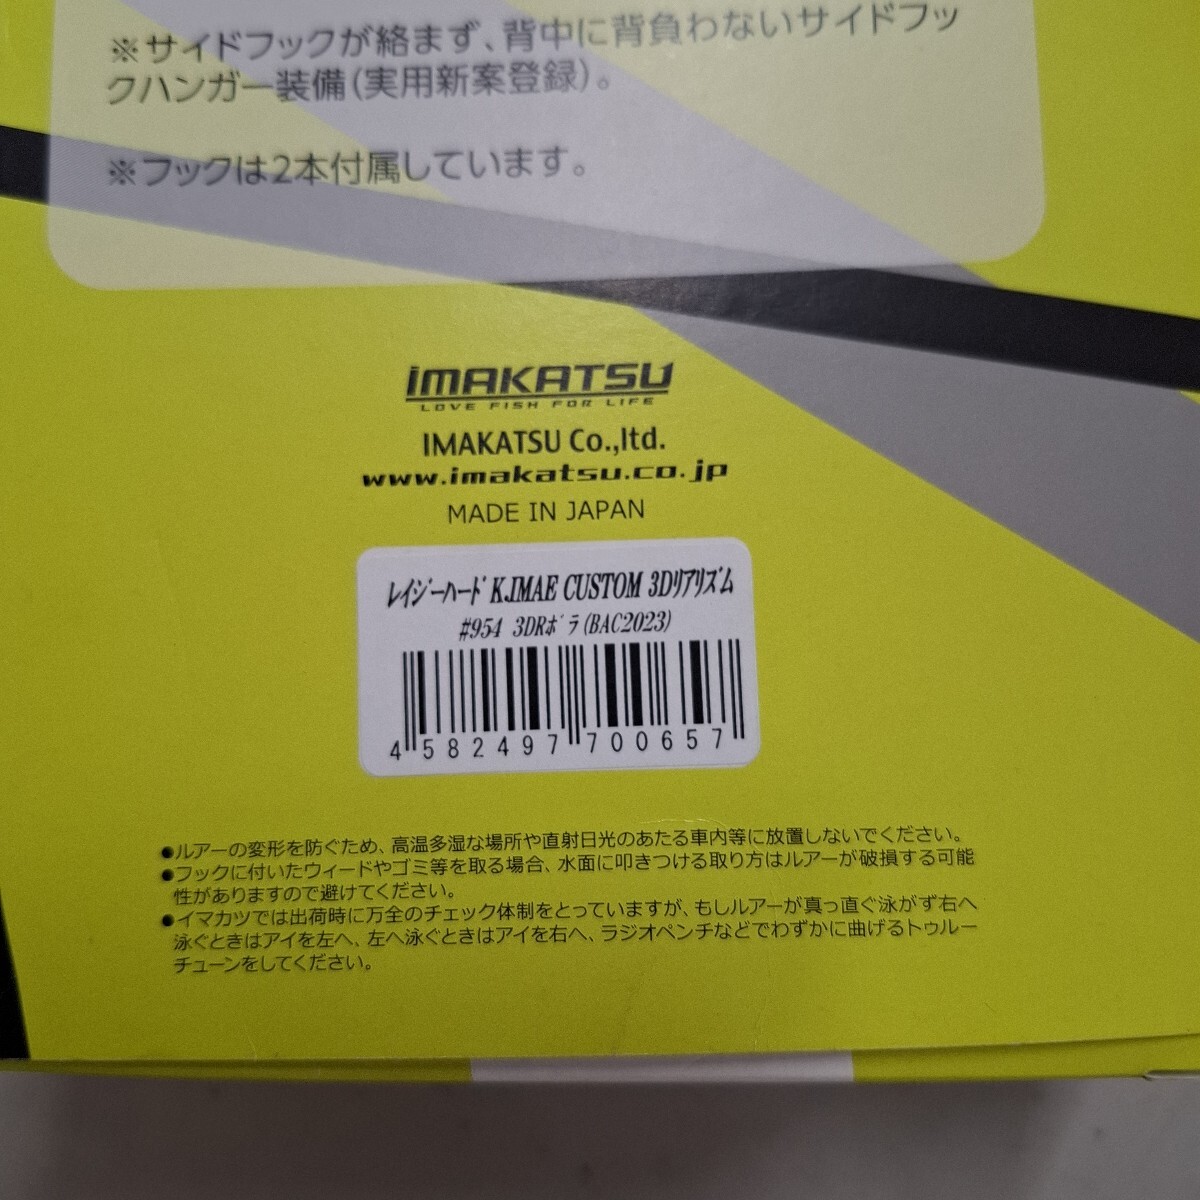 ※サイドフックが絡まず、背中に背負わないサイドフッ
クハンガー装備(実用新案登録)。
※フックは2本付属しています。
iMAKATSU
LOVE FISH FOR LIFE
IMAKATSU Co.,ltd.
www.imakatsu.co.jp
MADE IN JAPAN
ﾚｲｼﾞｰﾊｰﾄﾞ K.IMAE CUSTOM 3Dﾘｱﾘｽﾞﾑ
#954 3DRﾎﾞﾗ(BAC2023)
4582497700657
●ルアーの変形を防ぐため、高温多湿な場所や直射日光のあたる車内等に放置しないでください。
●フックに付いたウィードやゴミ等を取る場合、水面に叩きつける取り方はルアーが破損する可能
性がありますので避けてください。
●イマカツでは出荷時に万全のチェック体制をとっていますが、もしルアーが真っ直ぐ泳がず右へ
泳ぐときはアイを左へ、左へ泳ぐときはアイを右へ、ラジオペンチなどでわずかに曲げるトゥルー
チューンをしてください。